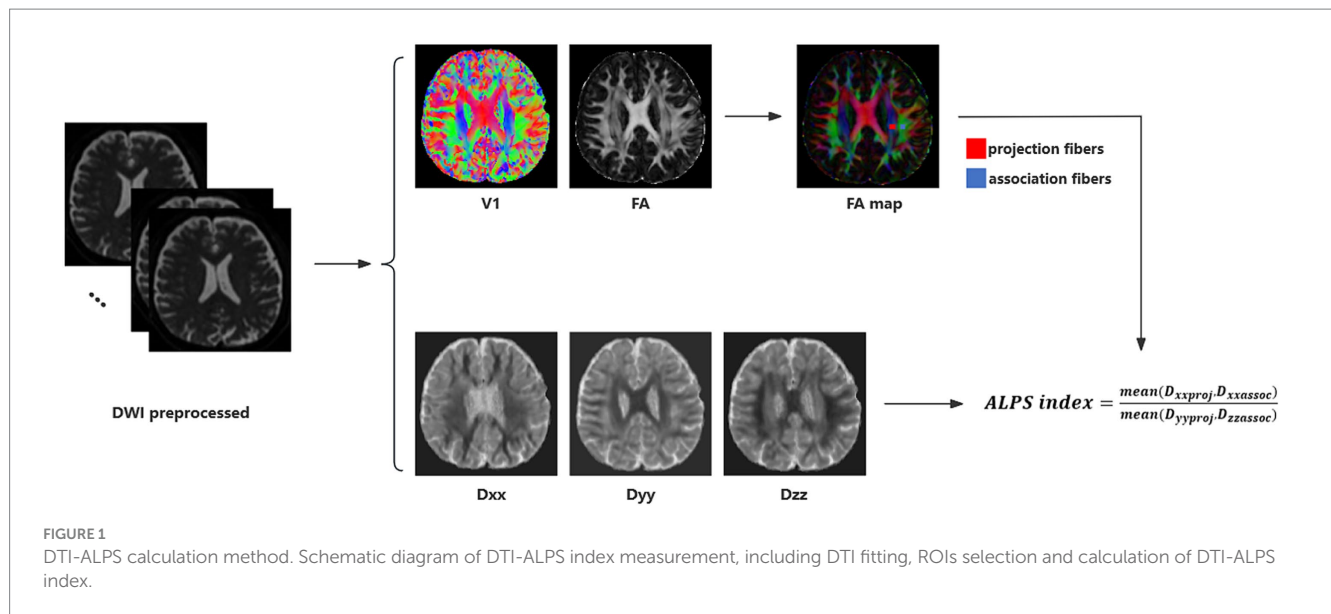 V1
FA
FA map
projection fibers
association fibers
DWI preprocessed
Dxx
Dyy
Dzz
ALPS index = mean(Dxxproj,Dxxassoc)
mean(Dyyproj,Dzzassoc)
FIGURE 1
DTI-ALPS calculation method. Schematic diagram of DTI-ALPS index measurement, including DTI fitting, ROIs selection and calculation of DTI-ALPS
index.